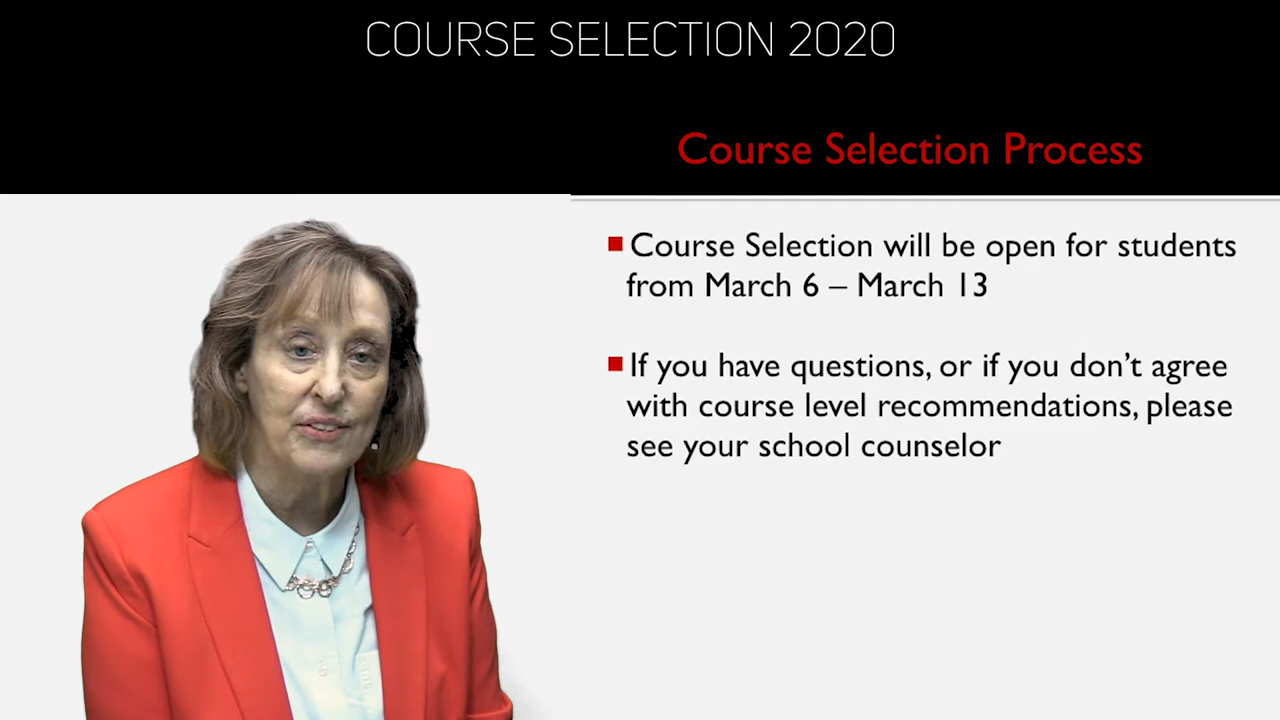 COURSE SELECTION 2020
Course Selection Process
Course Selection will be open for students
from March 6 – March 13
If you have questions, or if you don’t agree
with course level recommendations, please
see your school counselor